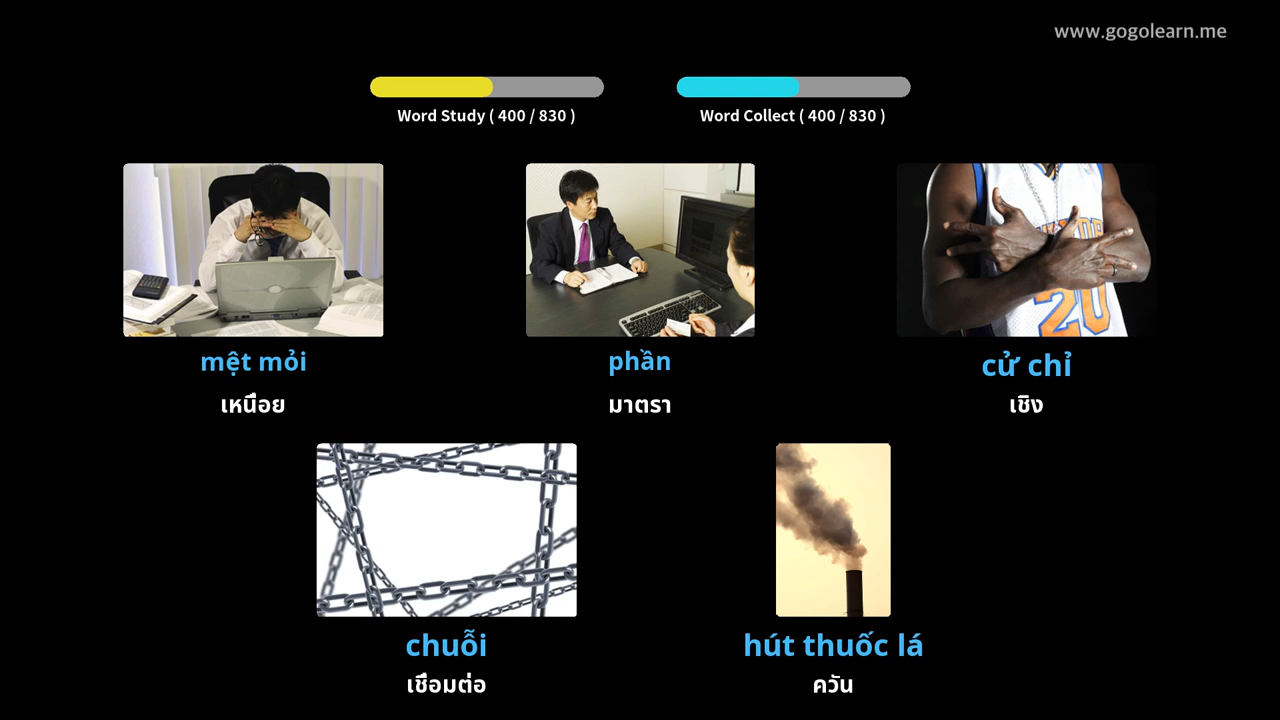 www.gogolearn.me
Word Study ( 400 / 830 )
Word Collect ( 400 / 830 )
mệt mỏi
phần
cử chỉ
เหนื่อย
มาตรา
เชิง
20
chuỗi
hút thuốc lá
เชื่อมต่อ
ควัน